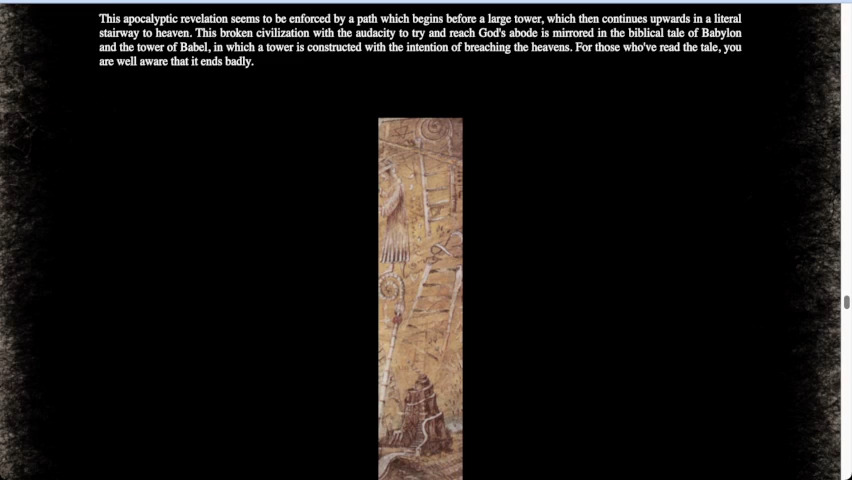 This apocalyptic revelation seems to be enforced by a path which begins before a large tower, which then continues upwards in a literal
stairway to heaven. This broken civilization with the audacity to try and reach God's abode is mirrored in the biblical tale of Babylon
and the tower of Babel, in which a tower is constructed with the intention of breaching the heavens. For those who've read the tale, you
are well aware that it ends badly.